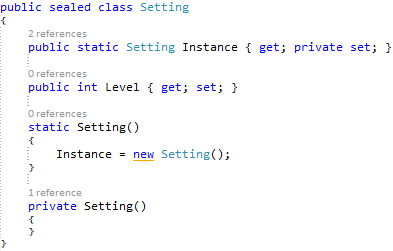 public sealed class Setting
{
2 references
public static Setting Instance { get; private set; }
0 references
public int Level { get; set; }
0 references
static Setting()
{
Instance = new Setting();
}
1 reference
private Setting()
{
}
}